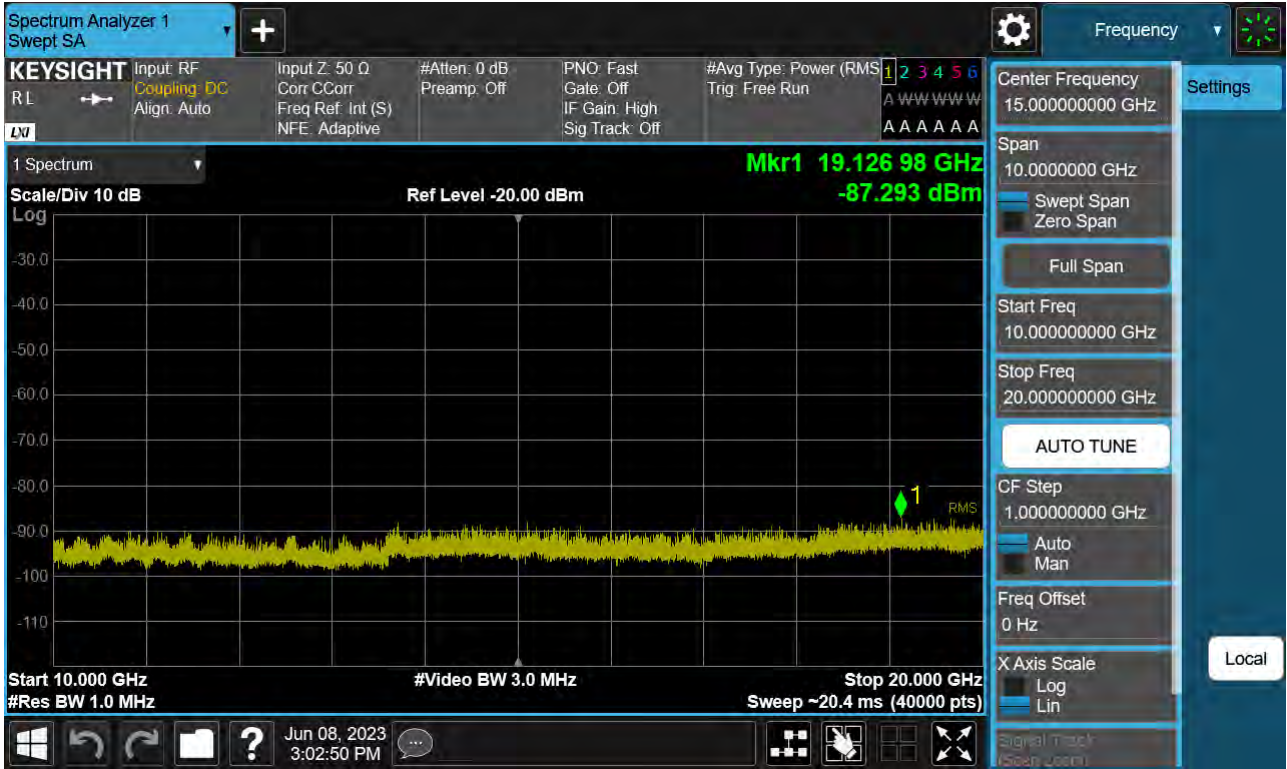 Spectrum Analyzer 1
Swept SA
Frequency
KEYSIGHT
R L
LXI
Input: RF
Coupling: DC
Align: Auto
Input Z: 50 Ω
Corr CCorr
Freq Ref: Int (S)
NFE: Adaptive
#Atten: 0 dB
Preamp: Off
PNO: Fast
Gate: Off
IF Gain: High
Sig Track: Off
#Avg Type: Power (RMS
Trig: Free Run
1 2 3 4 5 6
A W W W W W
A A A A A A
1 Spectrum
Scale/Div 10 dB
Log
Ref Level -20.00 dBm
Mkr1 19.126 98 GHz
-87.293 dBm
-30.0
-40.0
-50.0
-60.0
-70.0
-80.0
-90.0
-100
-110
1
RMS
Start 10.000 GHz
#Res BW 1.0 MHz
#Video BW 3.0 MHz
Stop 20.000 GHz
Sweep ~20.4 ms (40000 pts)
Center Frequency
15.000000000 GHz
Span
10.0000000 GHz
Swept Span
Zero Span
Full Span
Start Freq
10.000000000 GHz
Stop Freq
20.000000000 GHz
AUTO TUNE
CF Step
1.000000000 GHz
Auto
Man
Freq Offset
0 Hz
X Axis Scale
Log
Lin
Signal Track
(Span Zoom)
Settings
Local
?
Jun 08, 2023
3:02:50 PM